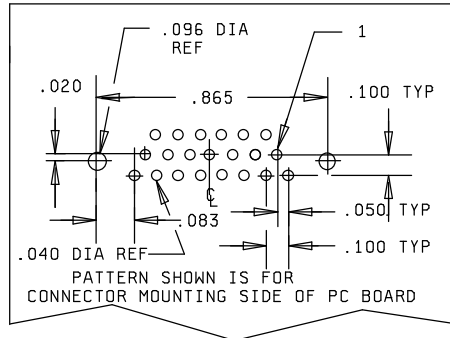 .096 DIA
REF
1
.020
.865
.100 TYP
C
L
.083
.050 TYP
.040 DIA REF
.100 TYP
PATTERN SHOWN IS FOR
CONNECTOR MOUNTING SIDE OF PC BOARD